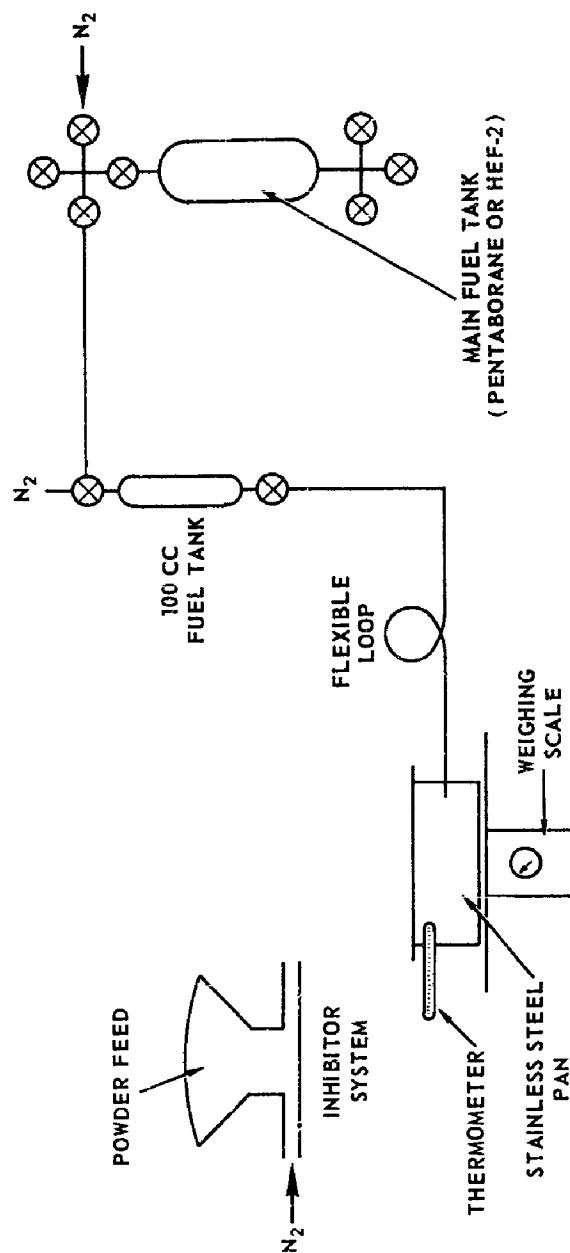 POWDER FEED
N2
INHIBITOR
SYSTEM
THERMOMETER
STAINLESS STEEL
PAN
WEIGHING
SCALE
FLEXIBLE
LOOP
N2
100 CC
FUEL TANK
MAIN FUEL TANK
(PENTABORANE OR HEF-2)
N2